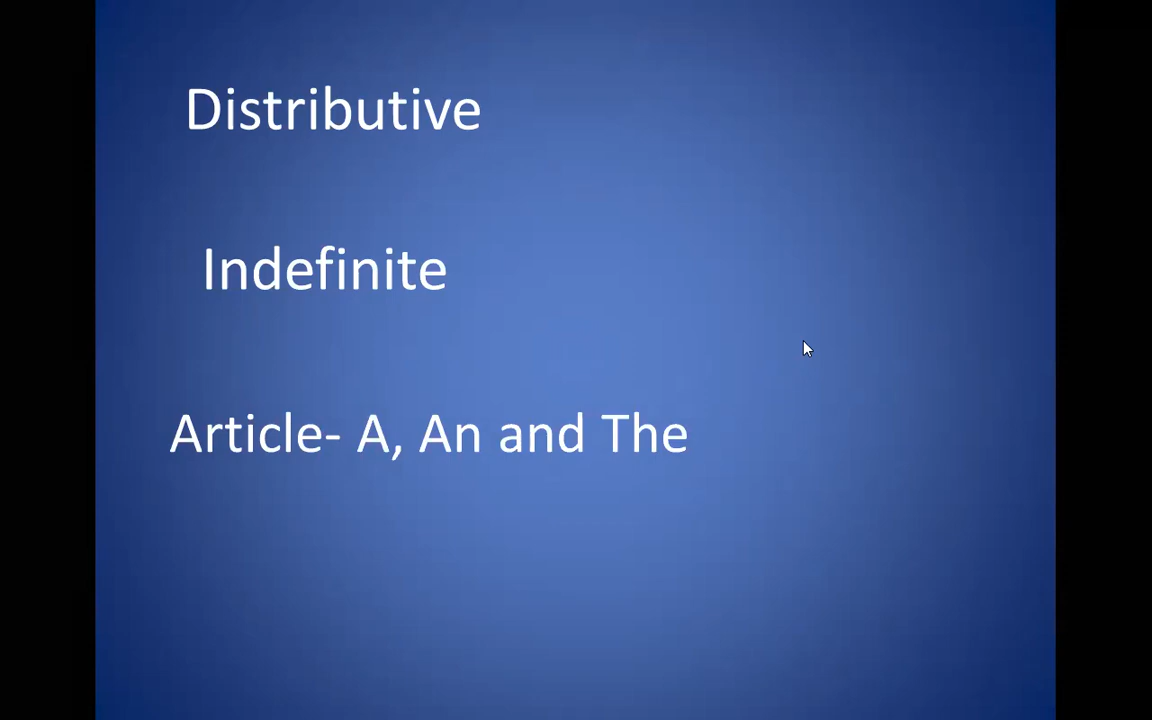 Distributive
Indefinite
Article- A, An and The